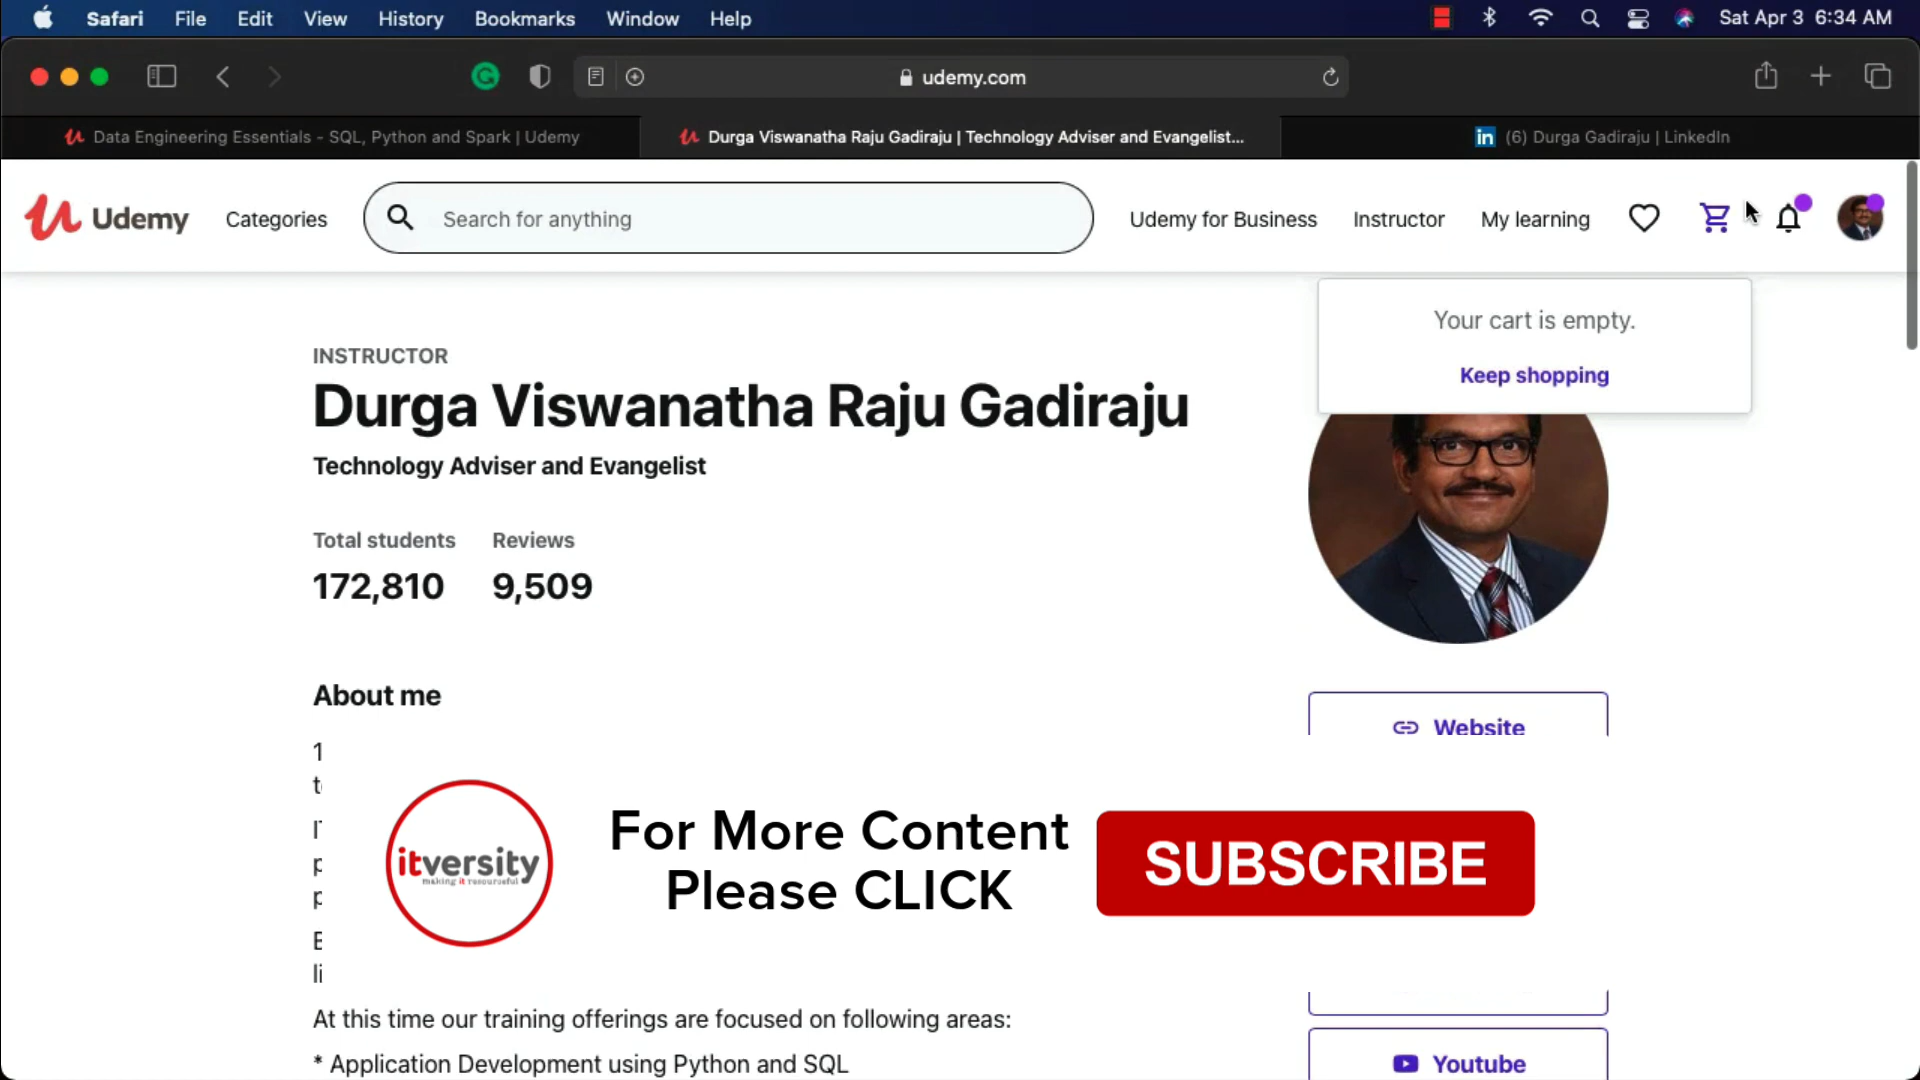 Safari File Edit View History Bookmarks Window Help Sat Apr 3 6:34 AM
udemy.com
Data Engineering Essentials - SQL, Python and Spark | Udemy
Durga Viswanatha Raju Gadiraju | Technology Adviser and Evangelist...
in (6) Durga Gadiraju | LinkedIn
Udemy Categories Search for anything Udemy for Business Instructor My learning
Your cart is empty.
Keep shopping
INSTRUCTOR
Durga Viswanatha Raju Gadiraju
Technology Adviser and Evangelist
Total students Reviews
172,810 9,509
About me
Website
itversity
making it resourceful
For More Content
Please CLICK
SUBSCRIBE
At this time our training offerings are focused on following areas:
* Application Development using Python and SQL
Youtube